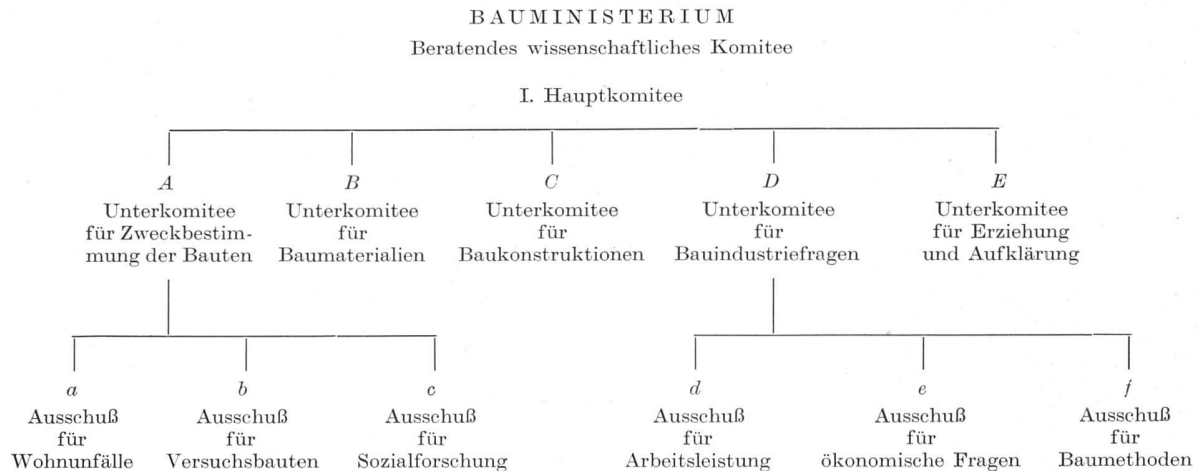 BAUMINISTERIUM
Beratendes wissenschaftliches Komitee
I. Hauptkomitee
A
Unterkomitee
für Zweckbestim-
mung der Bauten
B
Unterkomitee
für
Baumaterialien
C
Unterkomitee
für
Baukonstruktionen
D
Unterkomitee
für
Bauindustriefragen
E
Unterkomitee
für Erziehung
und Aufklärung
a
Ausschuß
für
Wohnunfälle
b
Ausschuß
für
Versuchsbauten
c
Ausschuß
für
Sozialforschung
d
Ausschuß
für
Arbeitsleistung
e
Ausschuß
für
ökonomische Fragen
f
Ausschuß
für
Baumethoden